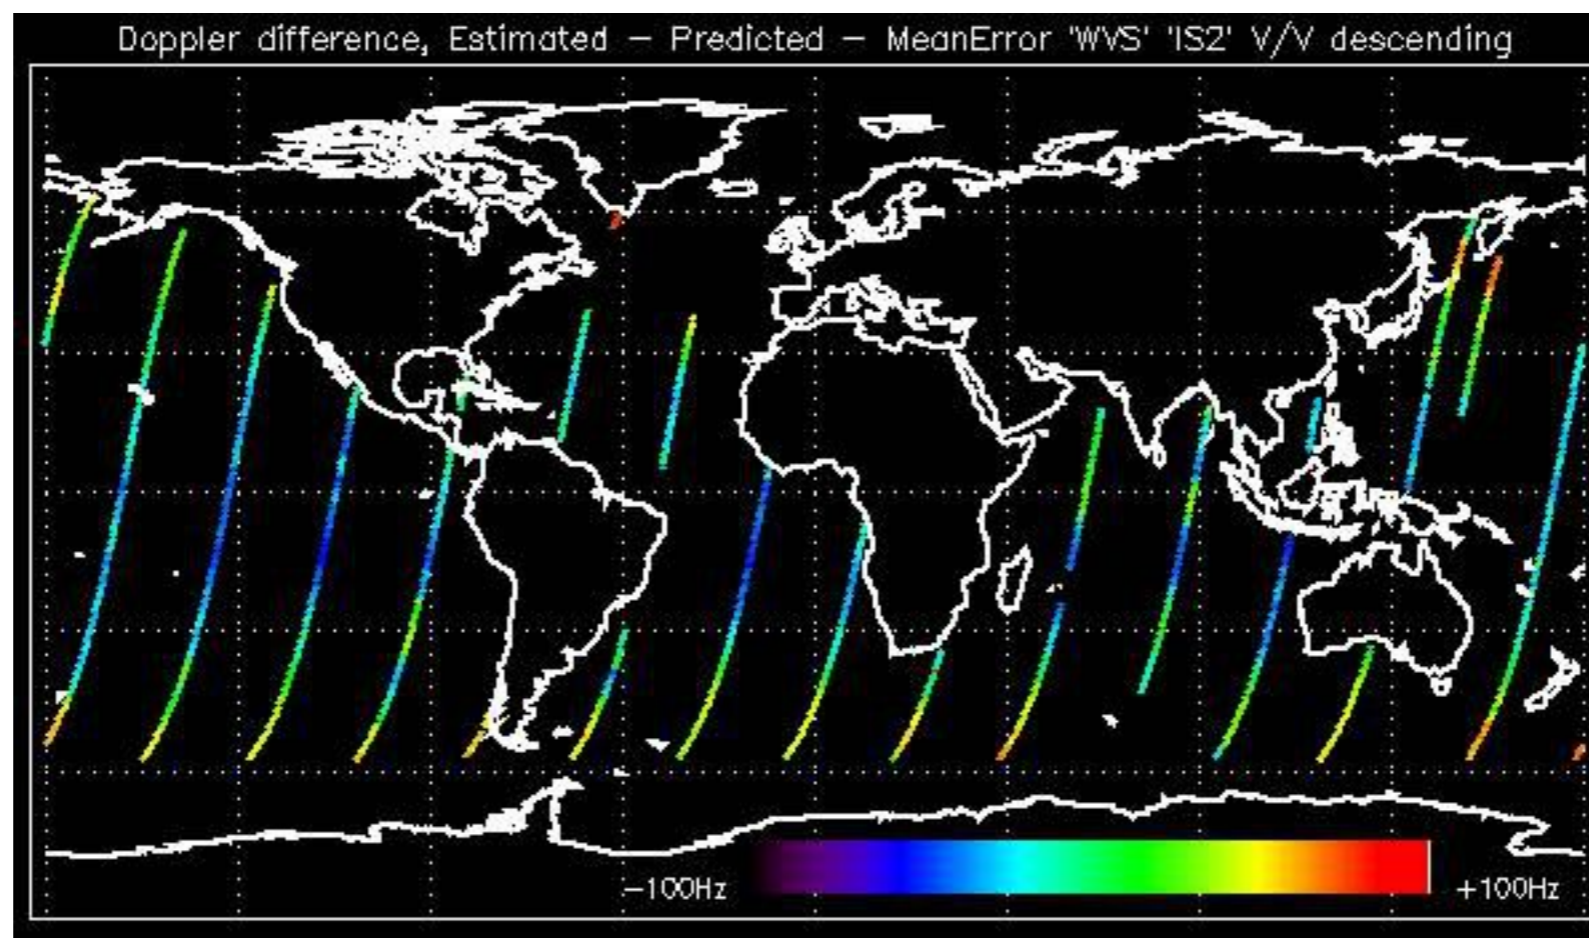 Doppler difference, Estimated – Predicted – MeanError 'WVS' 'IS2' V/V descending
-100Hz +100Hz